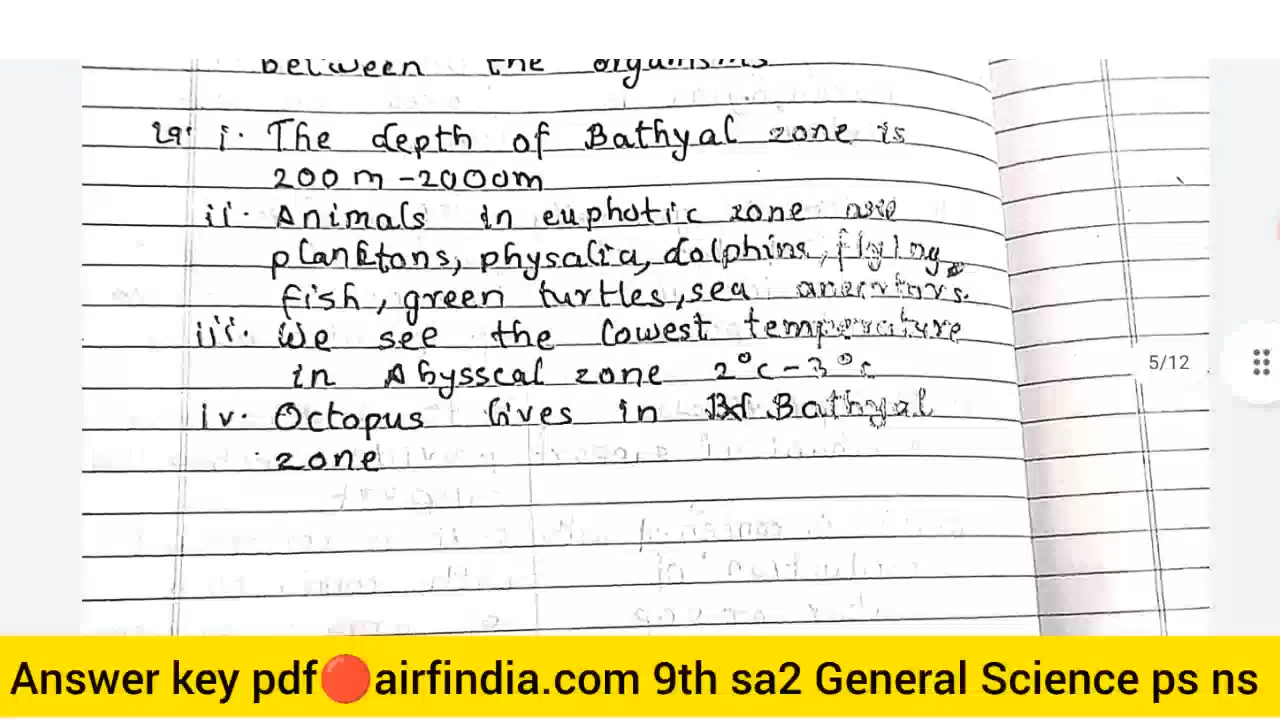 between the organisms
i. The depth of Bathyal zone is
200 m - 2000m
ii. Animals in euphotic zone are
planktons, physalia, dolphins, flying
fish, green turtles, sea
iii. We see the lowest temperature
in Abysscal zone 2°c - 3°c
iv. Octopus lives in Bathyal
zone
5/12
Answer key pdf🔴airfindia.com 9th sa2 General Science ps ns